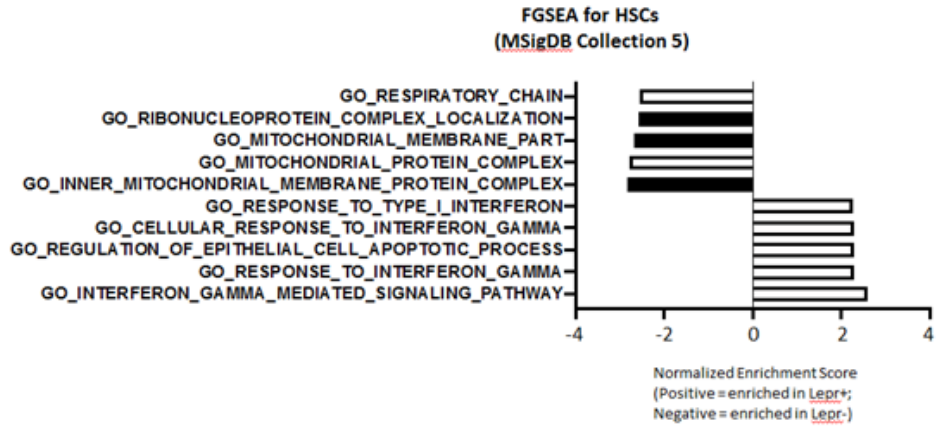 FGSEA for HSCs
(MSigDB Collection 5)
GO_RESPIRATORY_CHAIN
GO_RIBONUCLEOPROTEIN_COMPLEX_LOCALIZATION
GO_MITOCHONDRIAL_MEMBRANE_PART
GO_MITOCHONDRIAL_PROTEIN_COMPLEX
GO_INNER_MITOCHONDRIAL_MEMBRANE_PROTEIN_COMPLEX
GO_RESPONSE_TO_TYPE_I_INTERFERON
GO_CELLULAR_RESPONSE_TO_INTERFERON_GAMMA
GO_REGULATION_OF_EPITHELIAL_CELL_APOPTOTIC_PROCESS
GO_RESPONSE_TO_INTERFERON_GAMMA
GO_INTERFERON_GAMMA_MEDIATED_SIGNALING_PATHWAY
-4 -2 0 2 4
Normalized Enrichment Score
(Positive = enriched in Lepr+;
Negative = enriched in Lepr-)